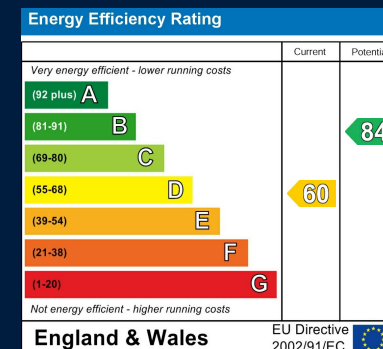 Energy Efficiency Rating
Current
Very energy efficient - lower running costs
(92 plus) A
(81-91) B
84
(69-80) C
(55-68) D
60
(39-54) E
(21-38) F
(1-20) G
Not energy efficient - higher running costs
England & Wales
EU Directive
2002/91/EC